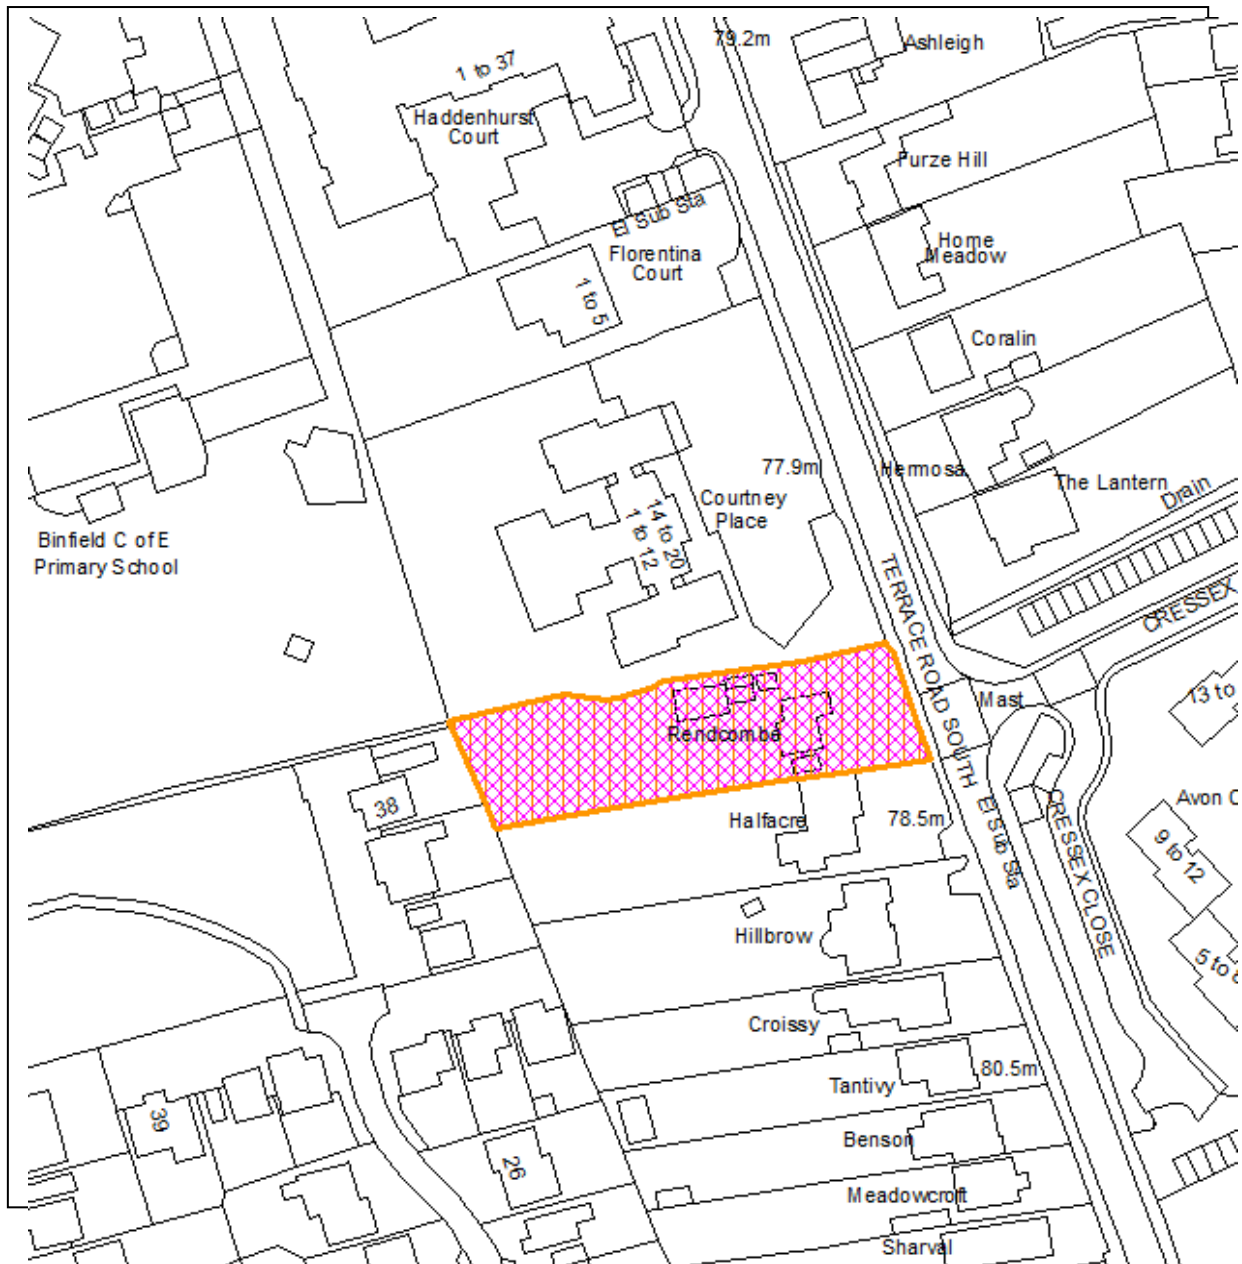 79.2m
Ashleigh
1 to 37
Haddenhurst
Court
Furze Hill
El Sub Sta
Home
Meadow
Florentina
Court
1 to 5
Coralin
77.9m
Hermosa
The Lantern
Drain
Courtney
Place
14 to 20
1 to 12
Binfield C of E
Primary School
CRESSEX
TERRACE ROAD SOUTH
13 to
Mast
Rendcombe
38
Halfacre
78.5m
El Sub Sta
CRESSEX CLOSE
Avon C
9 to 12
Hillbrow
5 to 8
Croissy
80.5m
Tantivy
39
Benson
26
Meadowcroft
Sharval